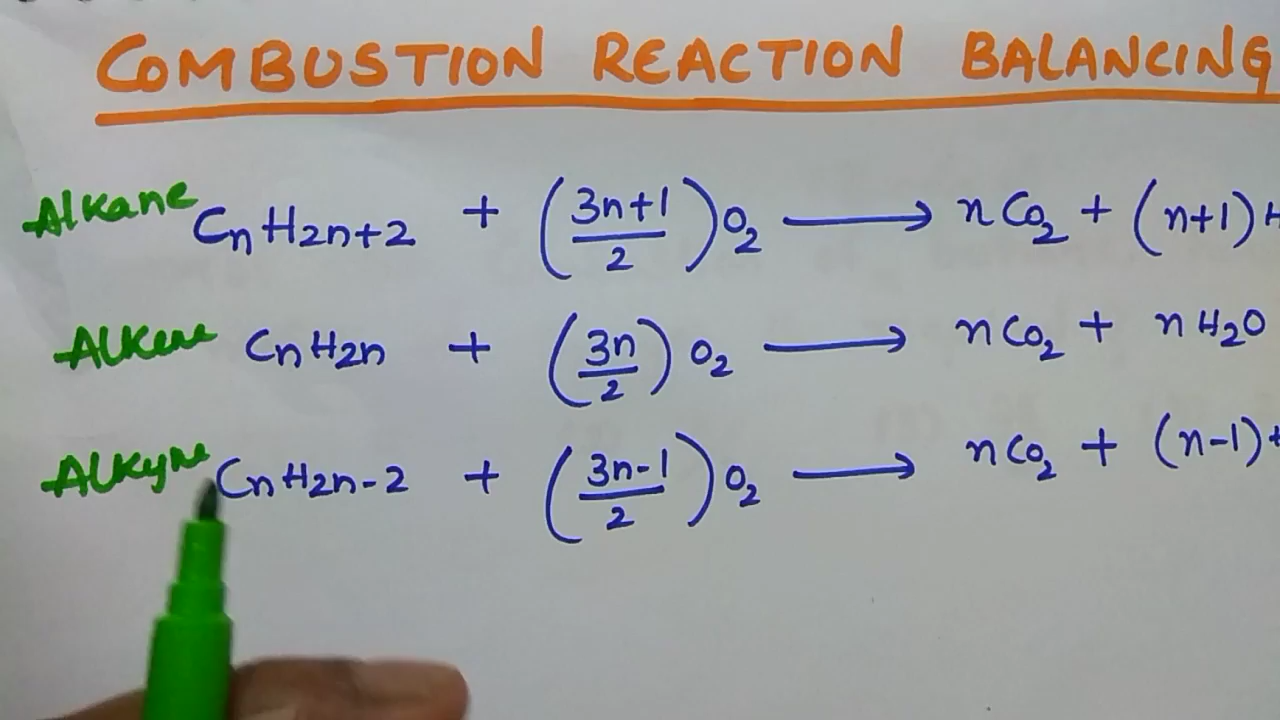 COMBUSTION REACTION BALANCING
Alkane CnH2n+2 + (3n+1/2)O2 ⟶ nCO2 + (n+1)H
Alkene CnH2n + (3n/2)O2 ⟶ nCO2 + nH2O
Alkyne CnH2n-2 + (3n-1/2)O2 ⟶ nCO2 + (n-1)H